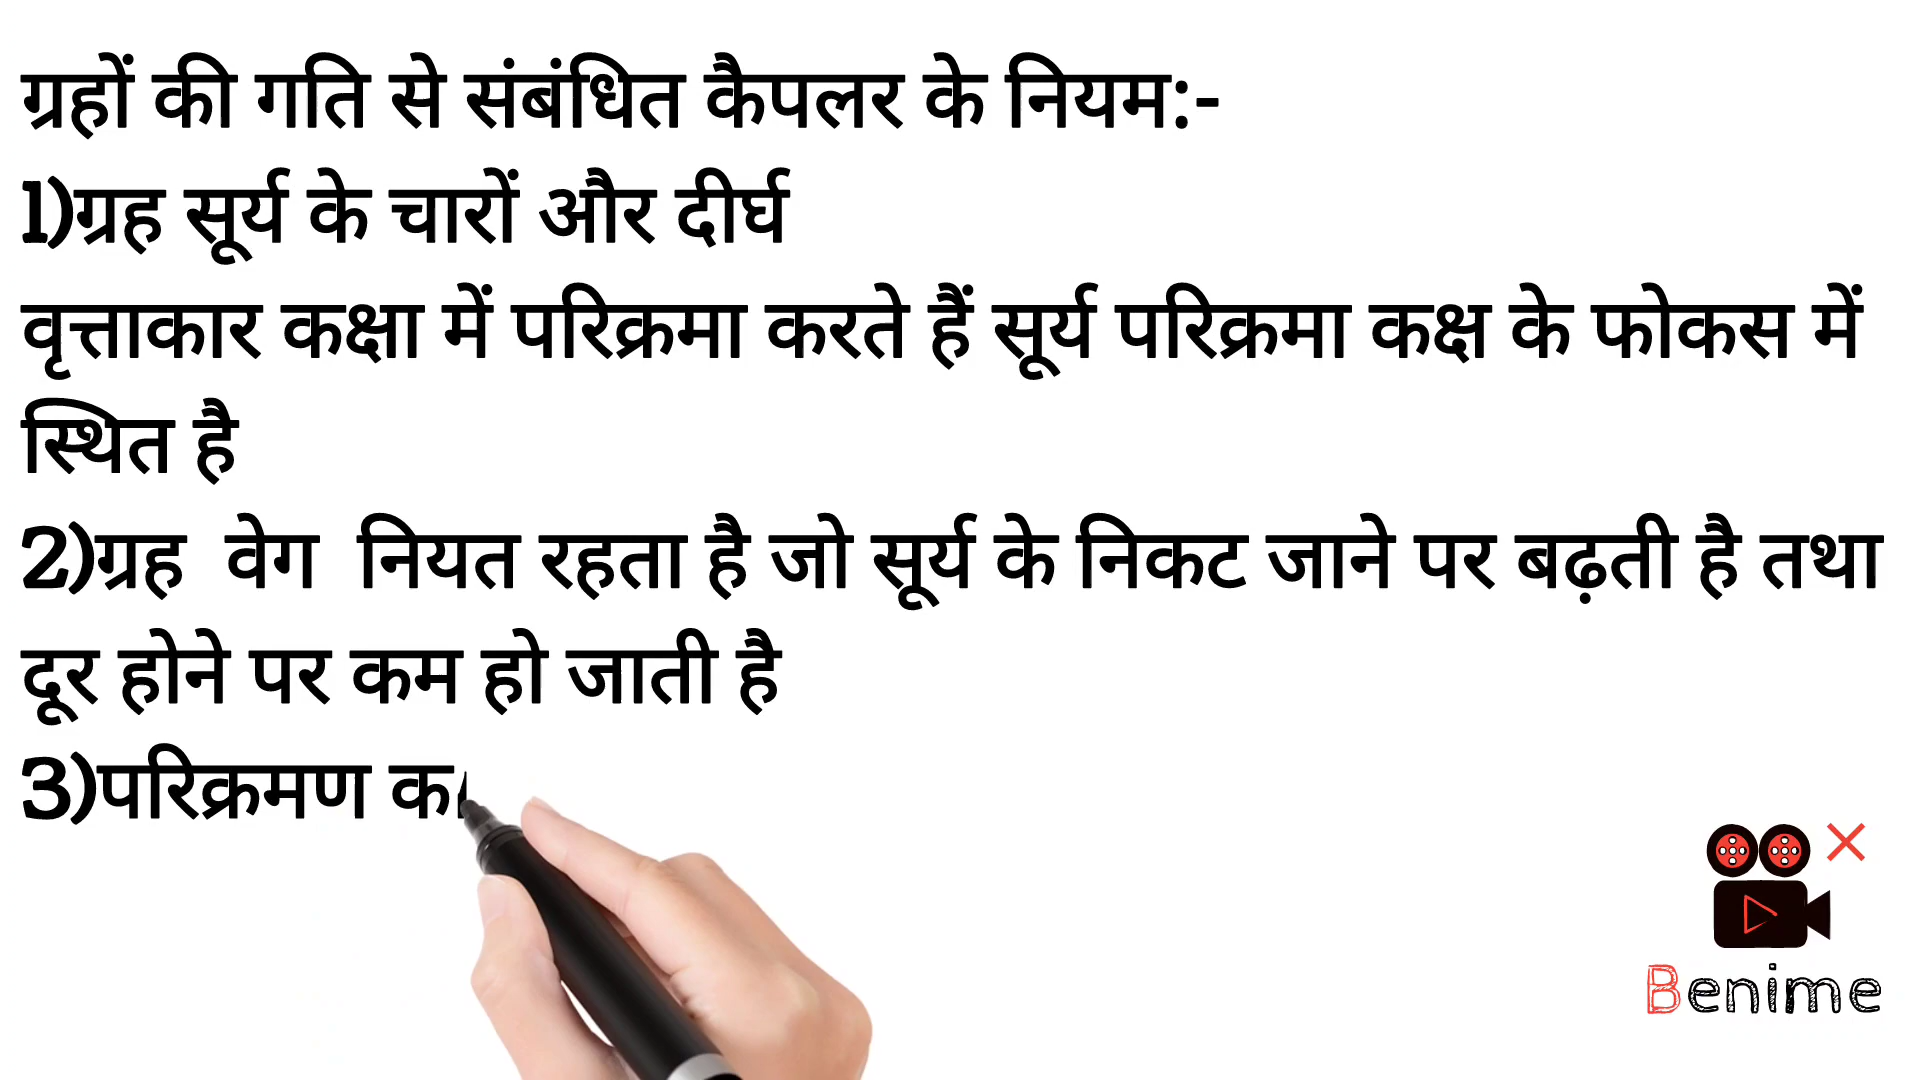 ग्रहों की गति से संबंधित कैपलर के नियम:-
1)ग्रह सूर्य के चारों और दीर्घ
वृत्ताकार कक्षा में परिक्रमा करते हैं सूर्य परिक्रमा कक्ष के फोकस में
स्थित है
2)ग्रह  वेग  नियत रहता है जो सूर्य के निकट जाने पर बढ़ती है तथा
दूर होने पर कम हो जाती है
3)परिक्रमण
Benime